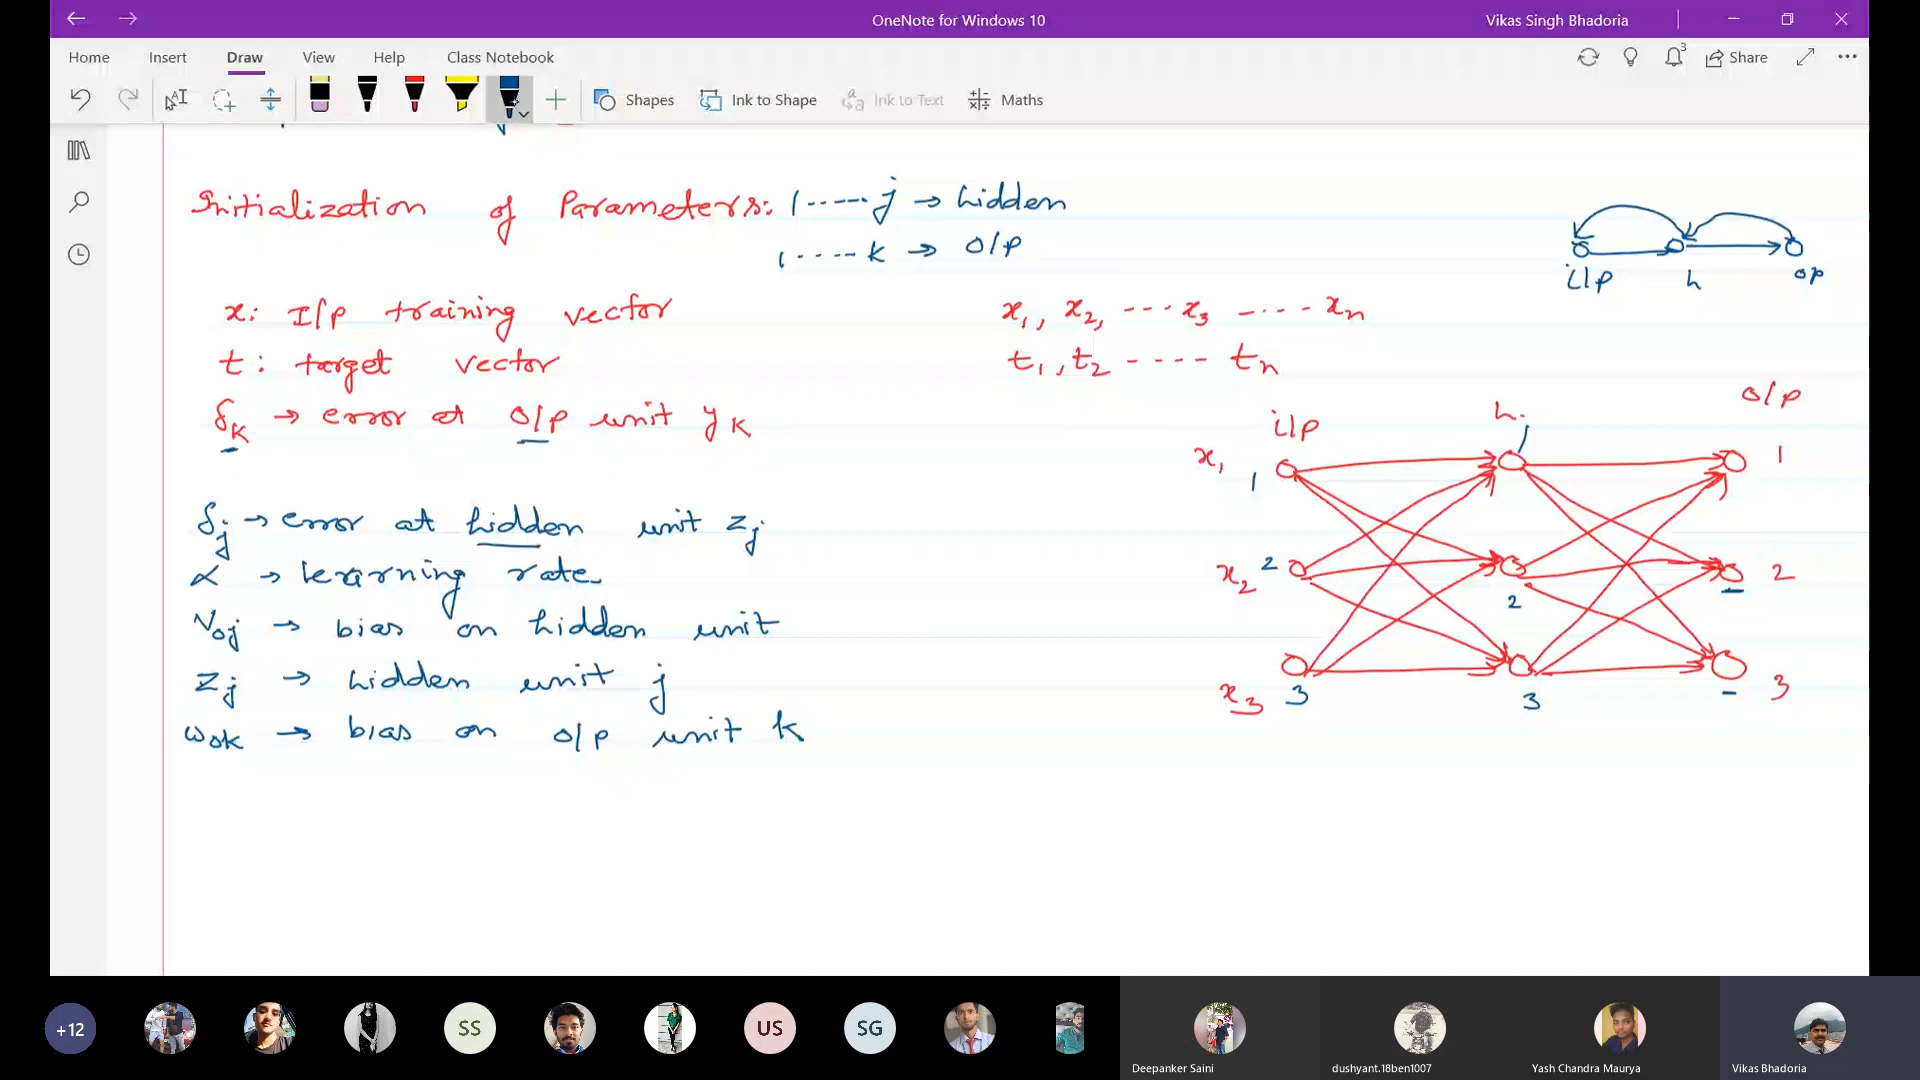 OneNote for Windows 10
Vikas Singh Bhadoria
Home Insert Draw View Help Class Notebook
3
Share
Shapes Ink to Shape Ink to Text Maths
Initialization of Parameters: 1-----j → hidden
1----k → o/p
i/p h op
x: I/p training vector
x1, x2, ---x3 ---- xn
t: target vector
t1, t2 ---- tn
δk → error at o/p unit yk
i/p h. o/p
x1 1 1 1
δj → error at hidden unit zj
α → learning rate
x2 2 2 2
Voj → bias on hidden unit
zj → hidden unit j
x3 3 3 3
wok → bias on o/p unit k
+12
SS
US
SG
Deepanker Saini
dushyant.18ben1007
Yash Chandra Maurya
Vikas Bhadoria